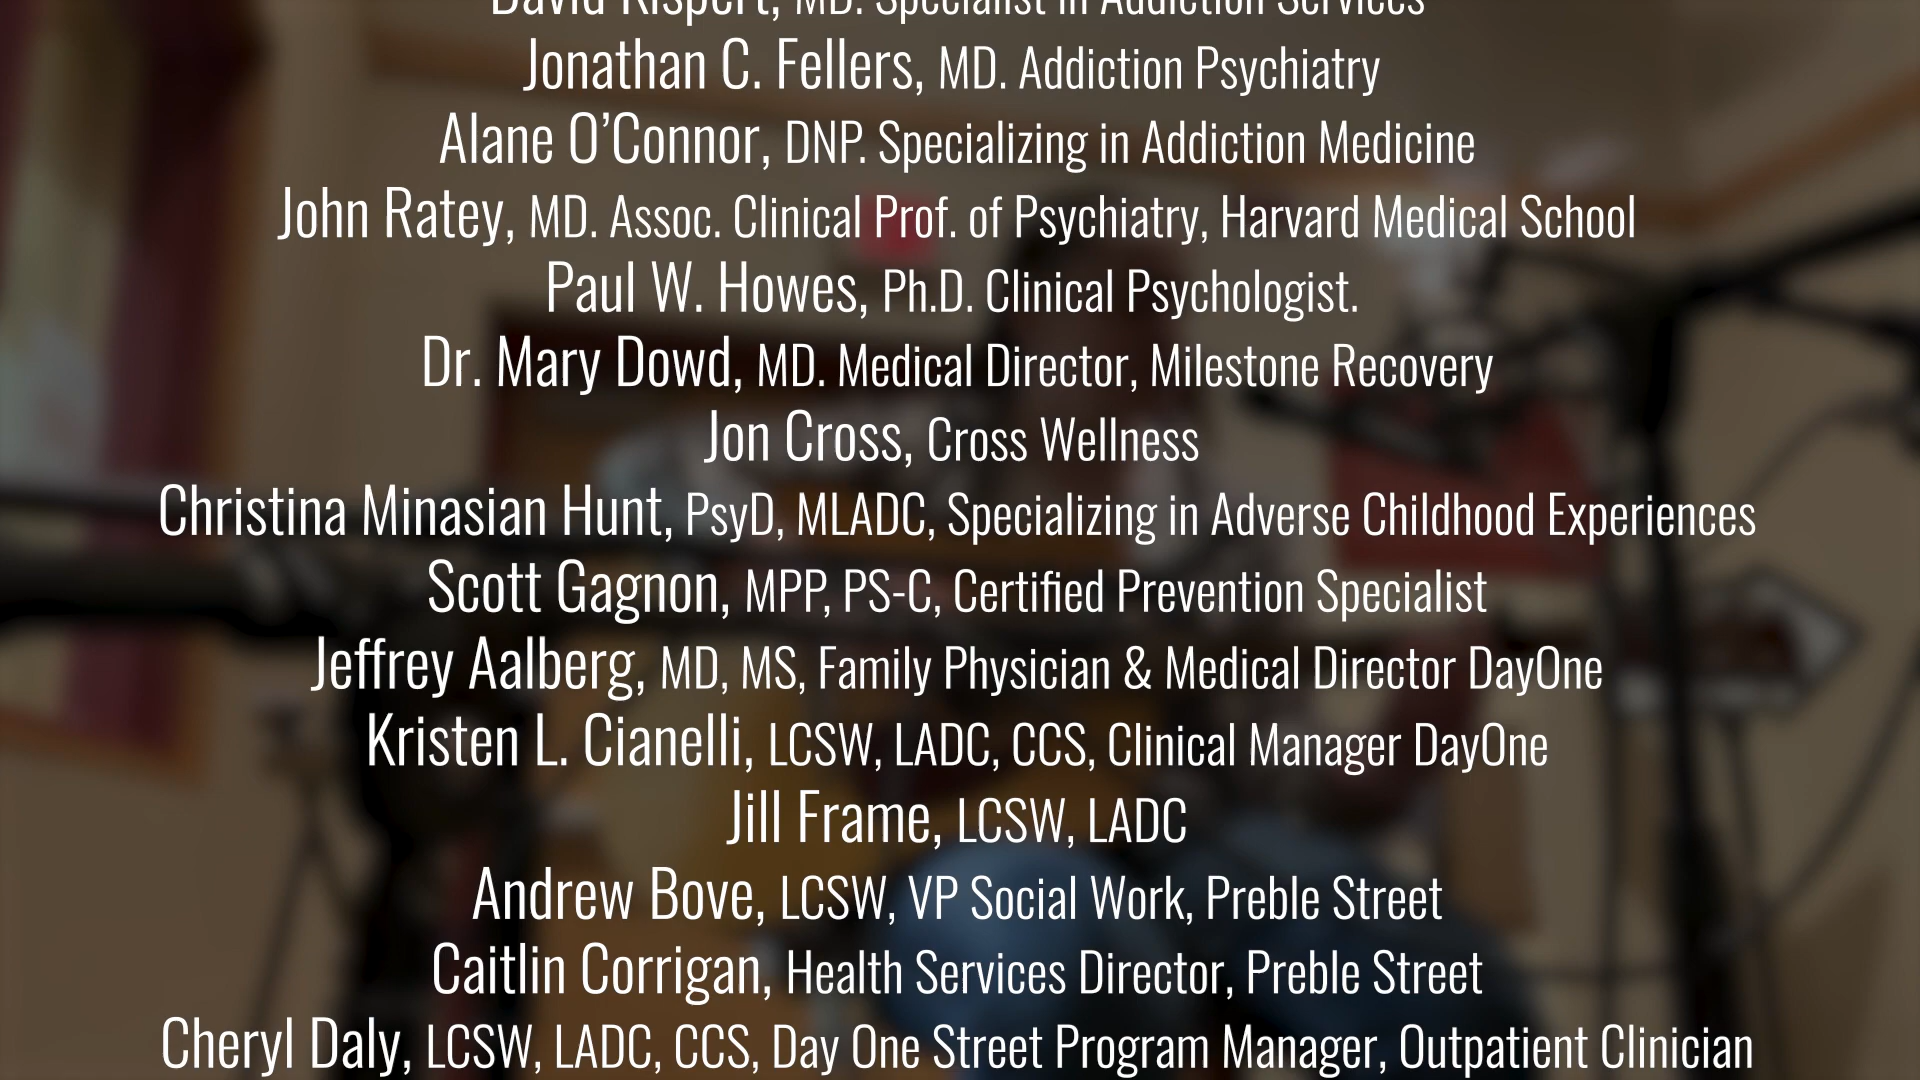 David Rispert, MD. Specialist in Addiction Services
Jonathan C. Fellers, MD. Addiction Psychiatry
Alane O’Connor, DNP. Specializing in Addiction Medicine
John Ratey, MD. Assoc. Clinical Prof. of Psychiatry, Harvard Medical School
Paul W. Howes, Ph.D. Clinical Psychologist.
Dr. Mary Dowd, MD. Medical Director, Milestone Recovery
Jon Cross, Cross Wellness
Christina Minasian Hunt, PsyD, MLADC, Specializing in Adverse Childhood Experiences
Scott Gagnon, MPP, PS-C, Certified Prevention Specialist
Jeffrey Aalberg, MD, MS, Family Physician & Medical Director DayOne
Kristen L. Cianelli, LCSW, LADC, CCS, Clinical Manager DayOne
Jill Frame, LCSW, LADC
Andrew Bove, LCSW, VP Social Work, Preble Street
Caitlin Corrigan, Health Services Director, Preble Street
Cheryl Daly, LCSW, LADC, CCS, Day One Street Program Manager, Outpatient Clinician